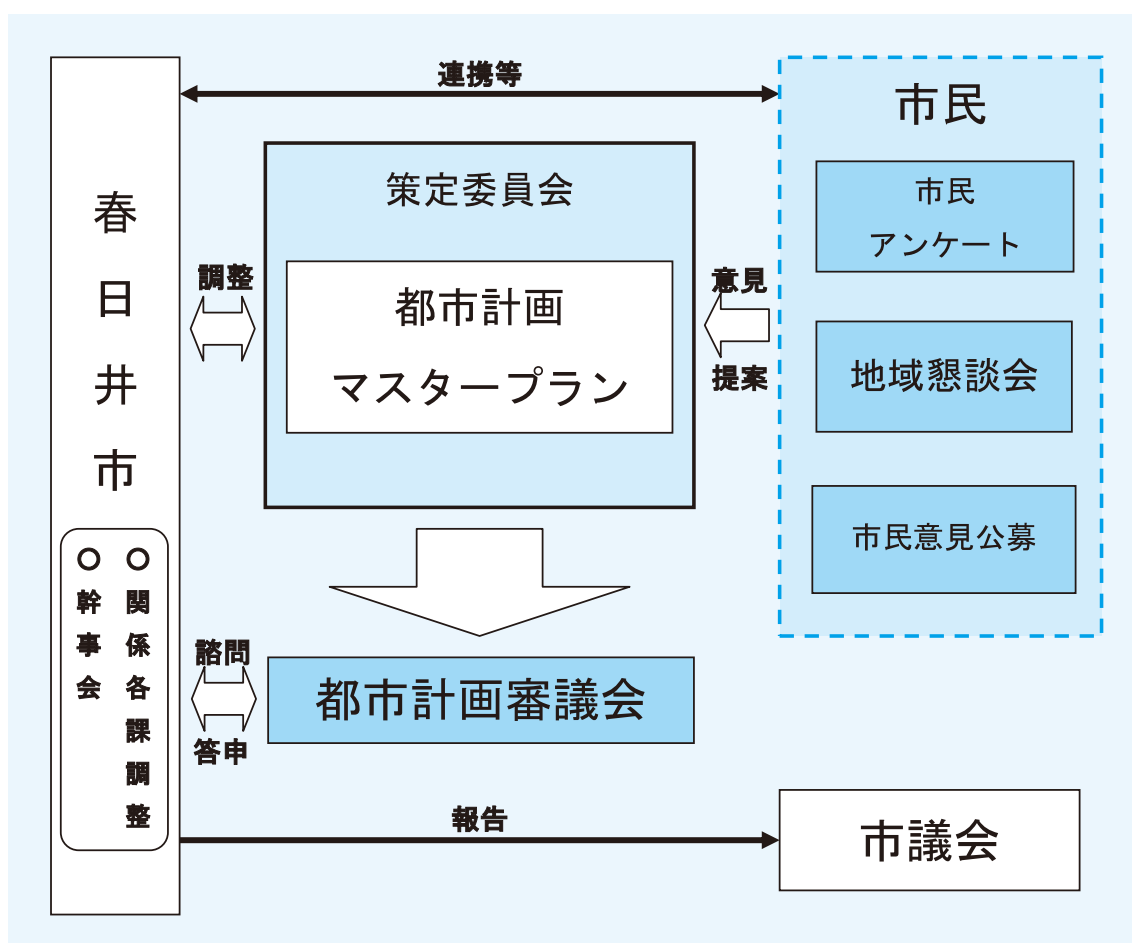 春日井市
○関係各課調整
○幹事会
連携等
策定委員会
都市計画
マスタープラン
調整
意見
提案
市民
市民
アンケート
地域懇談会
市民意見公募
諮問
答申
都市計画審議会
報告
市議会